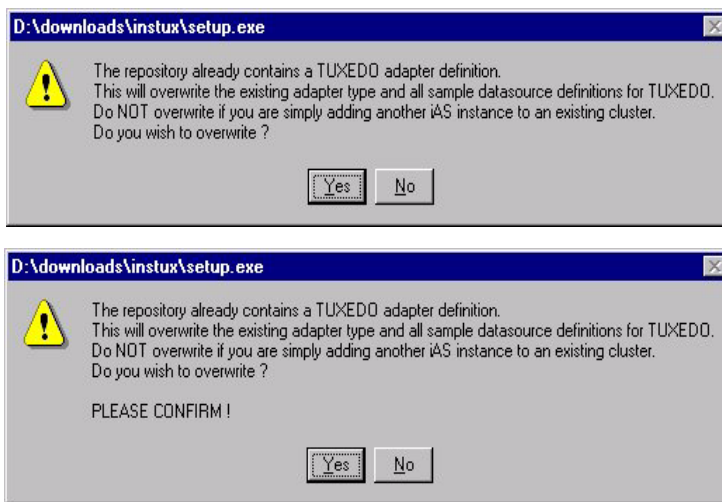 D:\downloads\instux\setup.exe
The repository already contains a TUXEDO adapter definition.
This will overwrite the existing adapter type and all sample datasource definitions for TUXEDO.
Do NOT overwrite if you are simply adding another iAS instance to an existing cluster.
Do you wish to overwrite ?
Yes No
D:\downloads\instux\setup.exe
The repository already contains a TUXEDO adapter definition.
This will overwrite the existing adapter type and all sample datasource definitions for TUXEDO.
Do NOT overwrite if you are simply adding another iAS instance to an existing cluster.
Do you wish to overwrite ?
PLEASE CONFIRM !
Yes No